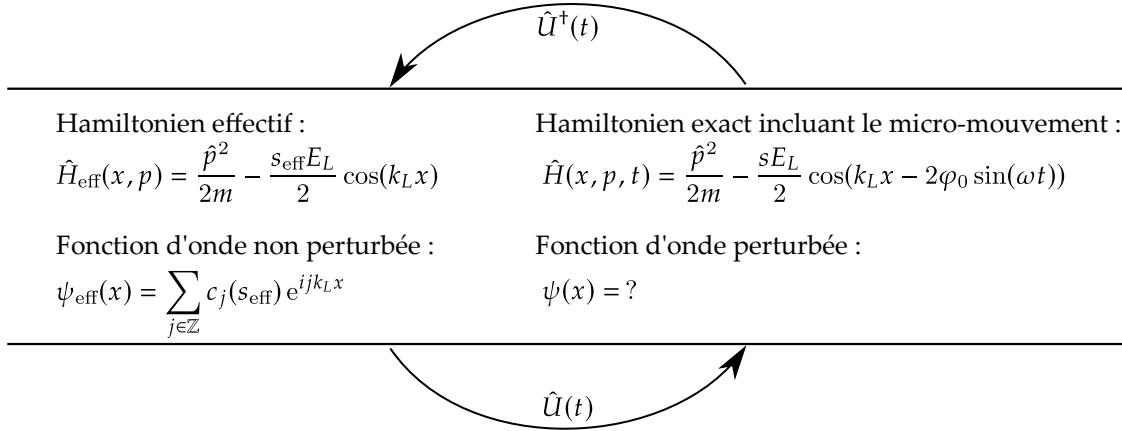 Û†(t)
Hamiltonien effectif :
Ĥ_eff(x, p) = p̂²/2m − (s_eff E_L)/2 cos(k_L x)
Fonction d'onde non perturbée :
ψ_eff(x) = ∑_{j∈ℤ} c_j(s_eff) e^{ijk_L x}
Hamiltonien exact incluant le micro-mouvement :
Ĥ(x, p, t) = p̂²/2m − (sE_L)/2 cos(k_L x − 2φ₀ sin(ωt))
Fonction d'onde perturbée :
ψ(x) = ?
Û(t)